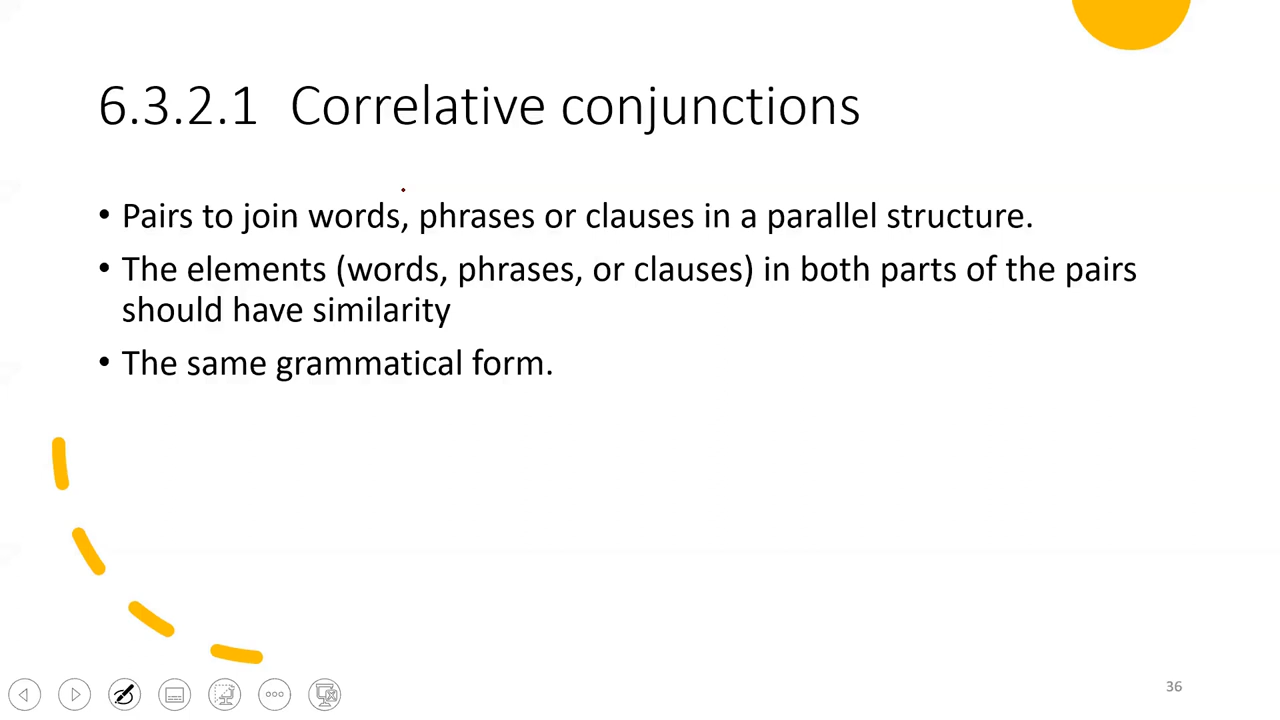 6.3.2.1 Correlative conjunctions
• Pairs to join words, phrases or clauses in a parallel structure.
• The elements (words, phrases, or clauses) in both parts of the pairs
should have similarity
• The same grammatical form.
36